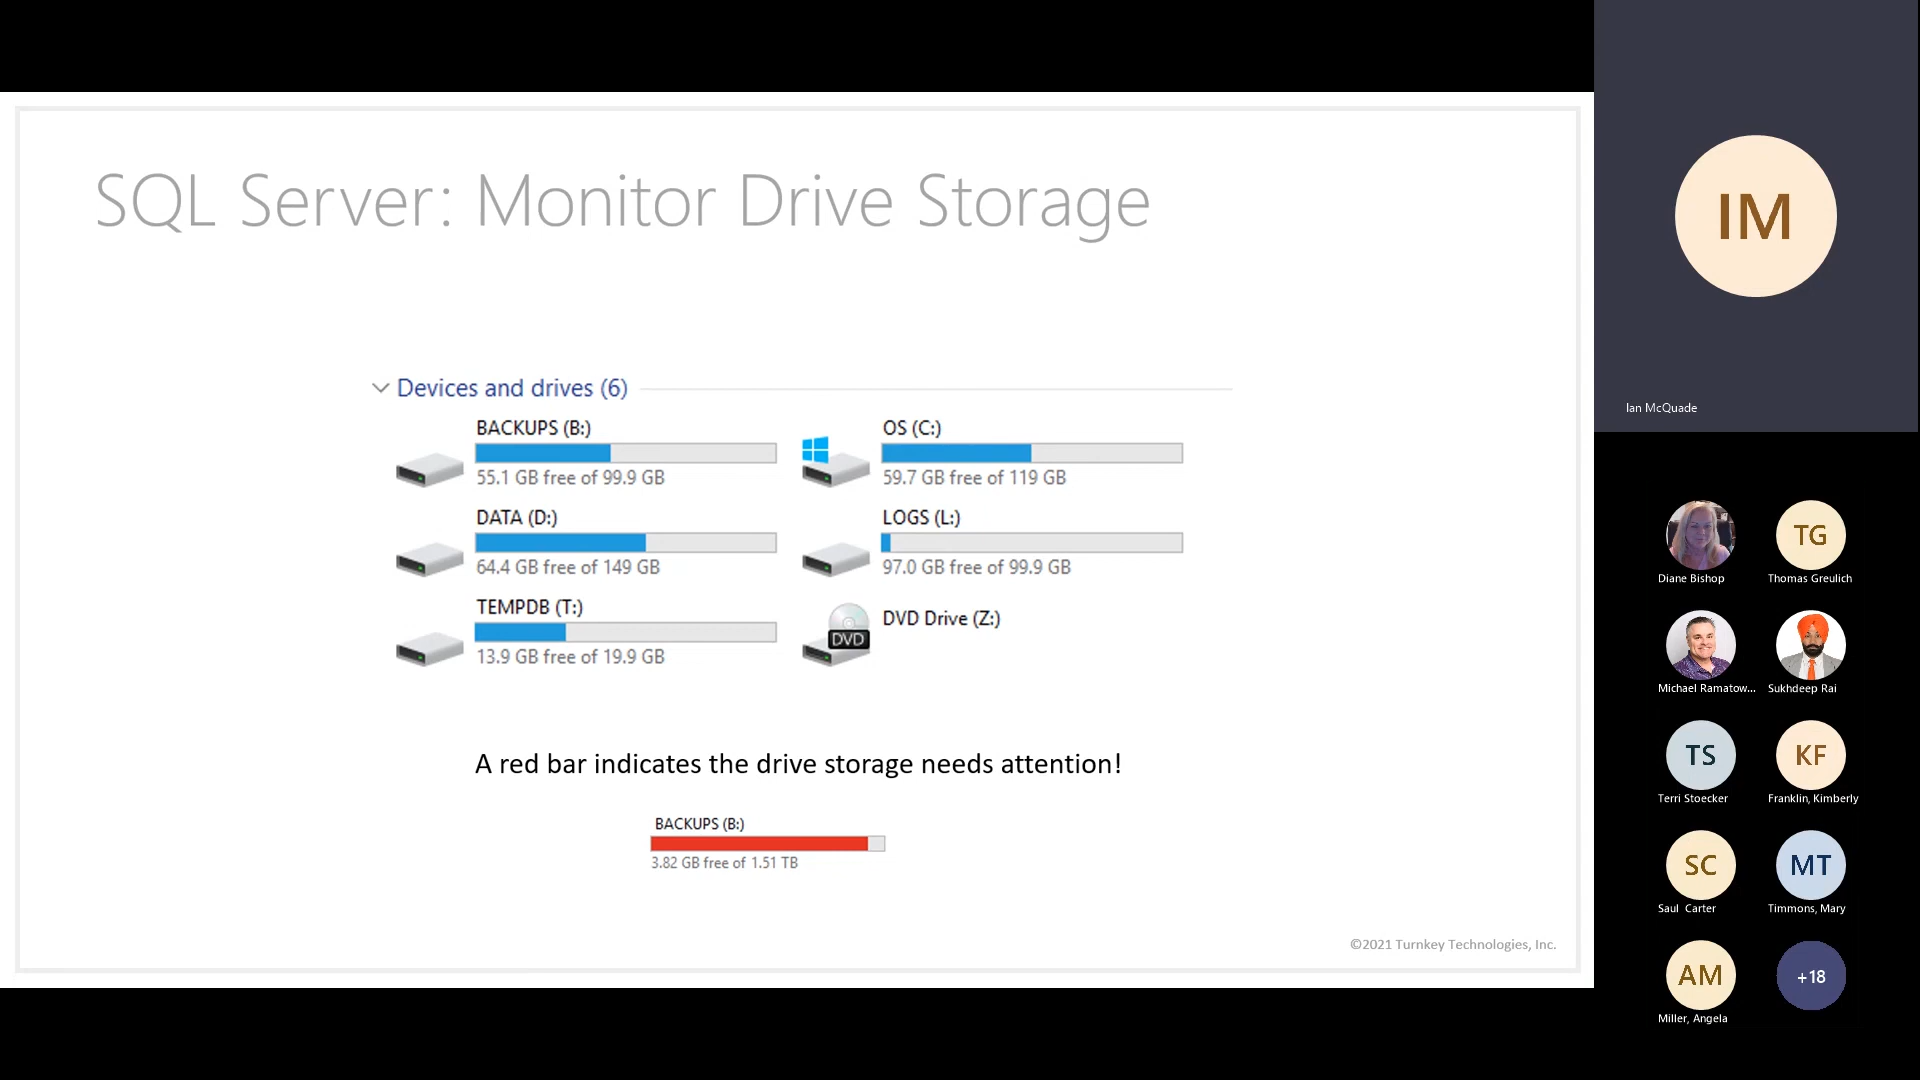 SQL Server: Monitor Drive Storage
Devices and drives (6)
BACKUPS (B:)
55.1 GB free of 99.9 GB
OS (C:)
59.7 GB free of 119 GB
DATA (D:)
64.4 GB free of 149 GB
LOGS (L:)
97.0 GB free of 99.9 GB
TEMPDB (T:)
13.9 GB free of 19.9 GB
DVD Drive (Z:)
DVD
A red bar indicates the drive storage needs attention!
BACKUPS (B:)
3.82 GB free of 1.51 TB
©2021 Turnkey Technologies, Inc.
IM
Ian McQuade
Diane Bishop
TG
Thomas Greulich
Michael Ramatow...
Sukhdeep Rai
TS
Terri Stoecker
KF
Franklin, Kimberly
SC
Saul Carter
MT
Timmons, Mary
AM
Miller, Angela
+18